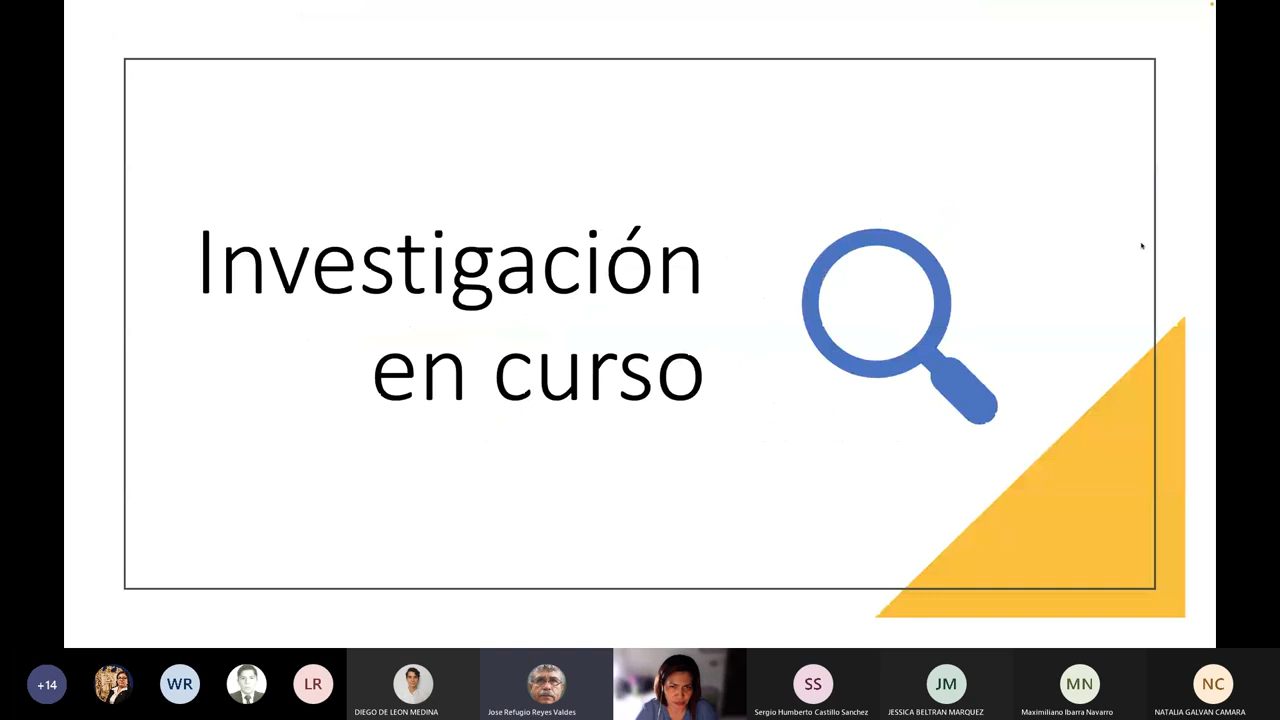 Investigación
en curso
+14
WR
LR
DIEGO DE LEON MEDINA
Jose Refugio Reyes Valdes
SS
Sergio Humberto Castillo Sanchez
JM
JESSICA BELTRAN MARQUEZ
MN
Maximiliano Ibarra Navarro
NC
NATALIA GALVAN CAMARA